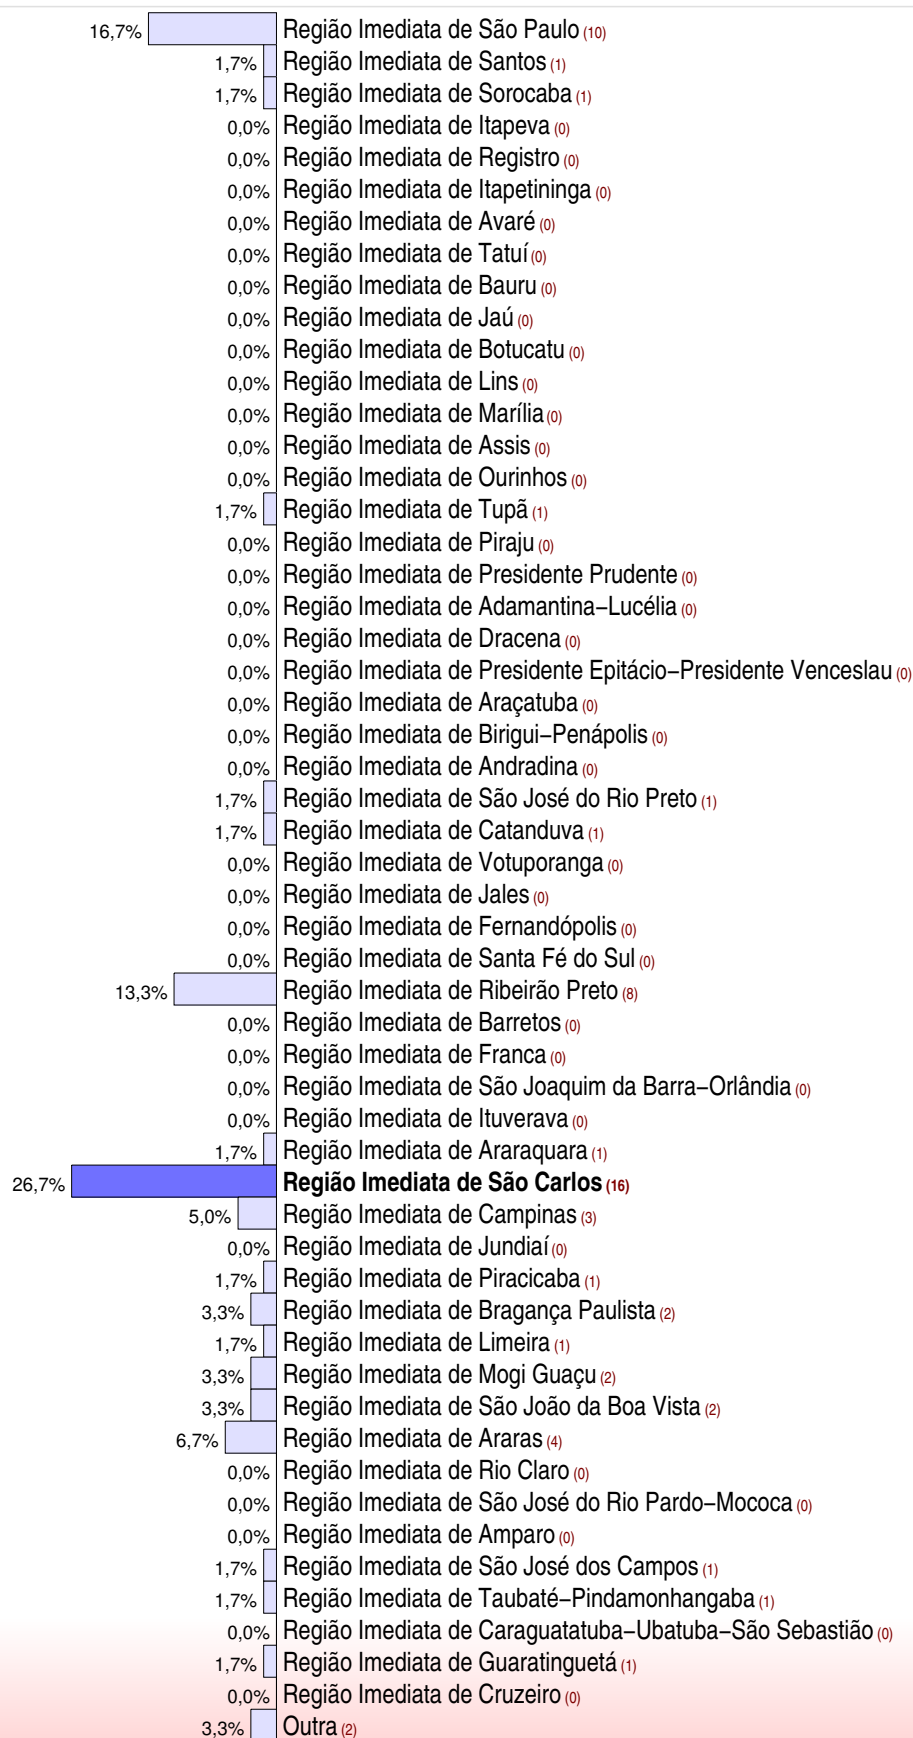 16,7% Região Imediata de São Paulo (10)
1,7% Região Imediata de Santos (1)
1,7% Região Imediata de Sorocaba (1)
0,0% Região Imediata de Itapeva (0)
0,0% Região Imediata de Registro (0)
0,0% Região Imediata de Itapetininga (0)
0,0% Região Imediata de Avaré (0)
0,0% Região Imediata de Tatuí (0)
0,0% Região Imediata de Bauru (0)
0,0% Região Imediata de Jaú (0)
0,0% Região Imediata de Botucatu (0)
0,0% Região Imediata de Lins (0)
0,0% Região Imediata de Marília (0)
0,0% Região Imediata de Assis (0)
0,0% Região Imediata de Ourinhos (0)
1,7% Região Imediata de Tupã (1)
0,0% Região Imediata de Piraju (0)
0,0% Região Imediata de Presidente Prudente (0)
0,0% Região Imediata de Adamantina−Lucélia (0)
0,0% Região Imediata de Dracena (0)
0,0% Região Imediata de Presidente Epitácio−Presidente Venceslau (0)
0,0% Região Imediata de Araçatuba (0)
0,0% Região Imediata de Birigui−Penápolis (0)
0,0% Região Imediata de Andradina (0)
1,7% Região Imediata de São José do Rio Preto (1)
1,7% Região Imediata de Catanduva (1)
0,0% Região Imediata de Votuporanga (0)
0,0% Região Imediata de Jales (0)
0,0% Região Imediata de Fernandópolis (0)
0,0% Região Imediata de Santa Fé do Sul (0)
13,3% Região Imediata de Ribeirão Preto (8)
0,0% Região Imediata de Barretos (0)
0,0% Região Imediata de Franca (0)
0,0% Região Imediata de São Joaquim da Barra−Orlândia (0)
0,0% Região Imediata de Ituverava (0)
1,7% Região Imediata de Araraquara (1)
26,7% Região Imediata de São Carlos (16)
5,0% Região Imediata de Campinas (3)
0,0% Região Imediata de Jundiaí (0)
1,7% Região Imediata de Piracicaba (1)
3,3% Região Imediata de Bragança Paulista (2)
1,7% Região Imediata de Limeira (1)
3,3% Região Imediata de Mogi Guaçu (2)
3,3% Região Imediata de São João da Boa Vista (2)
6,7% Região Imediata de Araras (4)
0,0% Região Imediata de Rio Claro (0)
0,0% Região Imediata de São José do Rio Pardo−Mococa (0)
0,0% Região Imediata de Amparo (0)
1,7% Região Imediata de São José dos Campos (1)
1,7% Região Imediata de Taubaté−Pindamonhangaba (1)
0,0% Região Imediata de Caraguatatuba−Ubatuba−São Sebastião (0)
1,7% Região Imediata de Guaratinguetá (1)
0,0% Região Imediata de Cruzeiro (0)
3,3% Outra (2)